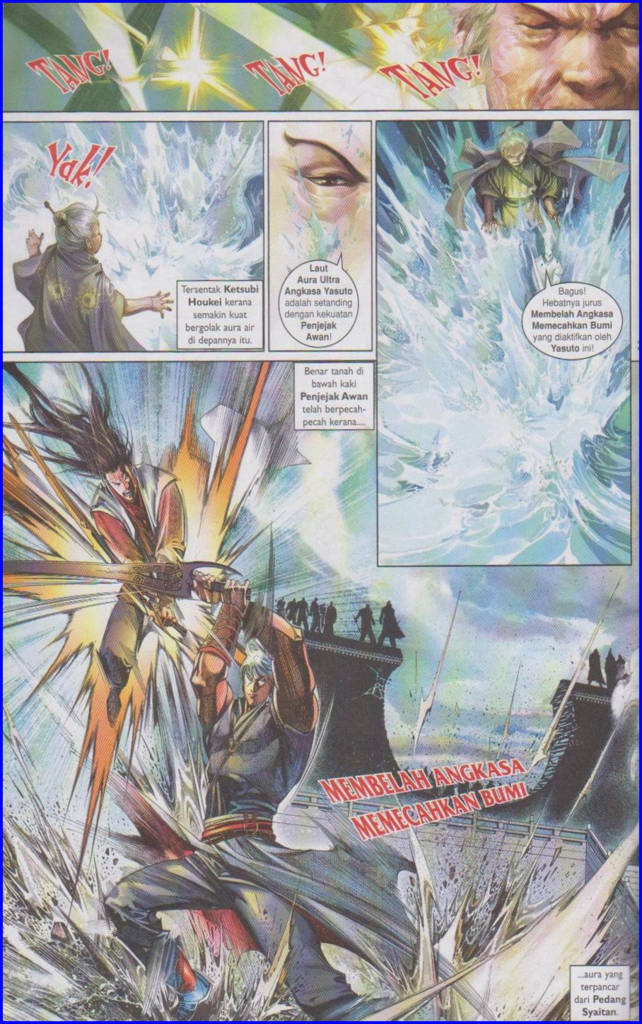 TANG!
TANG!
TANG!
Yak!
Tersentak Ketsubi
Houkei kerana
semakin kuat
bergolak aura air
di depannya itu.
Laut
Aura Ultra
Angkasa Yasuto
adalah setanding
dengan kekuatan
Penjejak
Awan!
Bagus!
Hebatnya jurus
Membelah Angkasa
Memecahkan Bumi
yang diaktifkan oleh
Yasuto ini!
Benar tanah di
bawah kaki
Penjejak Awan
telah berpecah-
pecah kerana....
MEMBELAH ANGKASA
MEMECAHKAN BUMI
...aura yang
terpancar
dari Pedang
Syaitan.